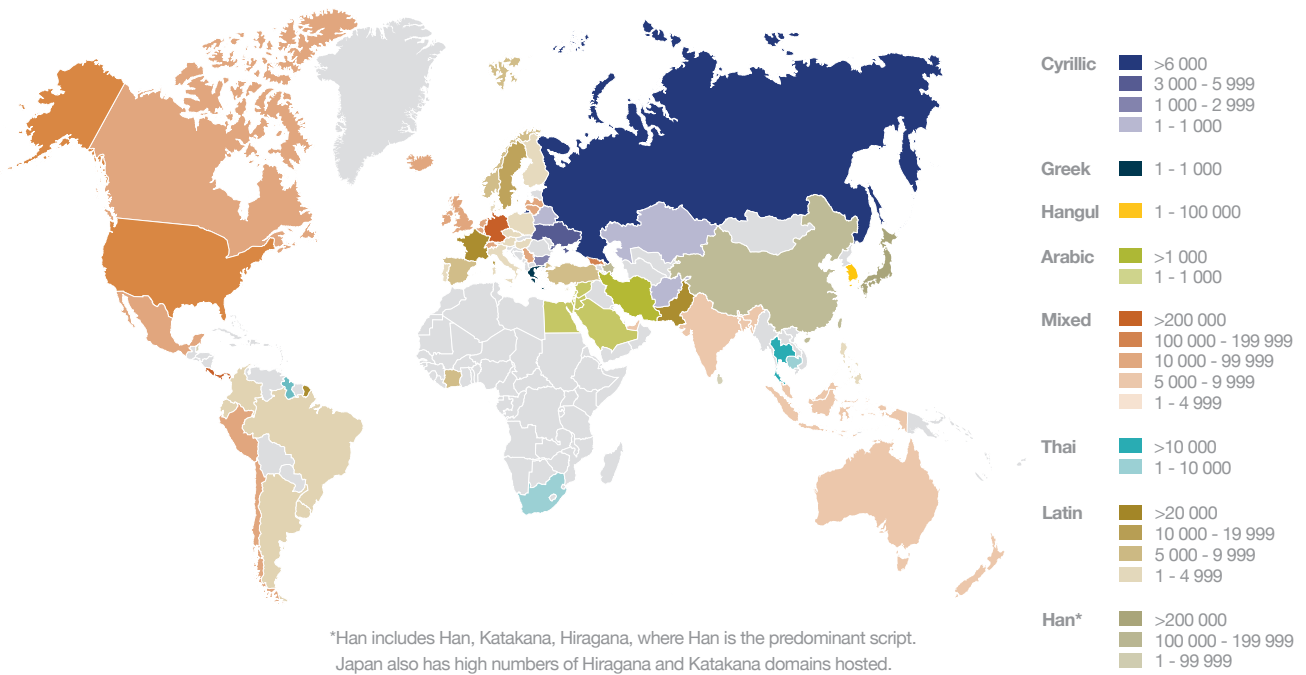 Cyrillic >6 000
3 000 - 5 999
1 000 - 2 999
1 - 1 000
Greek 1 - 1 000
Hangul 1 - 100 000
Arabic >1 000
1 - 1 000
Mixed >200 000
100 000 - 199 999
10 000 - 99 999
5 000 - 9 999
1 - 4 999
Thai >10 000
1 - 10 000
Latin >20 000
10 000 - 19 999
5 000 - 9 999
1 - 4 999
Han* >200 000
100 000 - 199 999
1 - 99 999
*Han includes Han, Katakana, Hiragana, where Han is the predominant script.
Japan also has high numbers of Hiragana and Katakana domains hosted.